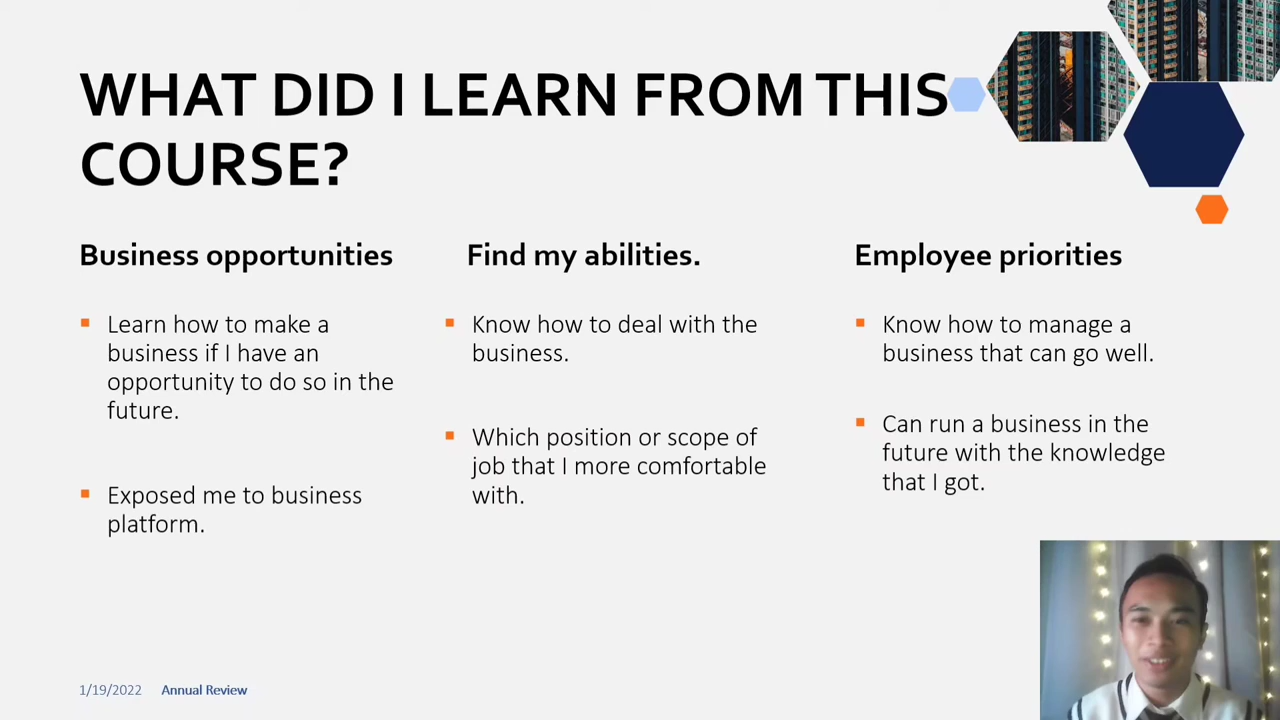 WHAT DID I LEARN FROM THIS
COURSE?
Business opportunities
Learn how to make a
business if I have an
opportunity to do so in the
future.
Exposed me to business
platform.
Find my abilities.
Know how to deal with the
business.
Which position or scope of
job that I more comfortable
with.
Employee priorities
Know how to manage a
business that can go well.
Can run a business in the
future with the knowledge
that I got.
1/19/2022 Annual Review